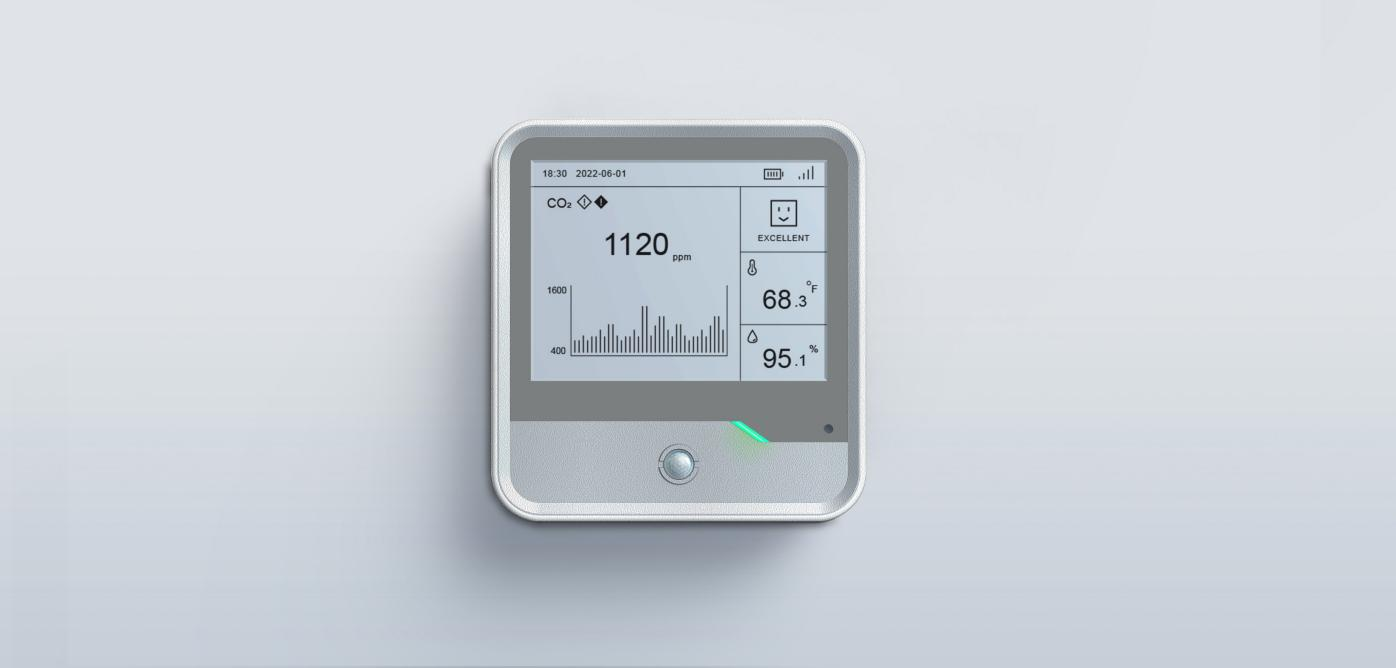 18:30 2022-06-01
CO₂
1120 ppm
1600
400
EXCELLENT
68.3 °F
95.1 %